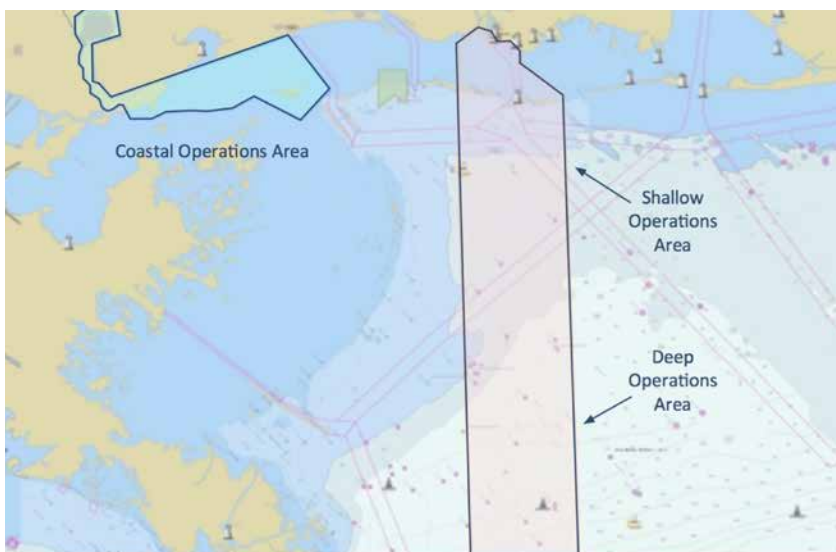 Coastal Operations Area
Shallow
Operations
Area
Deep
Operations
Area